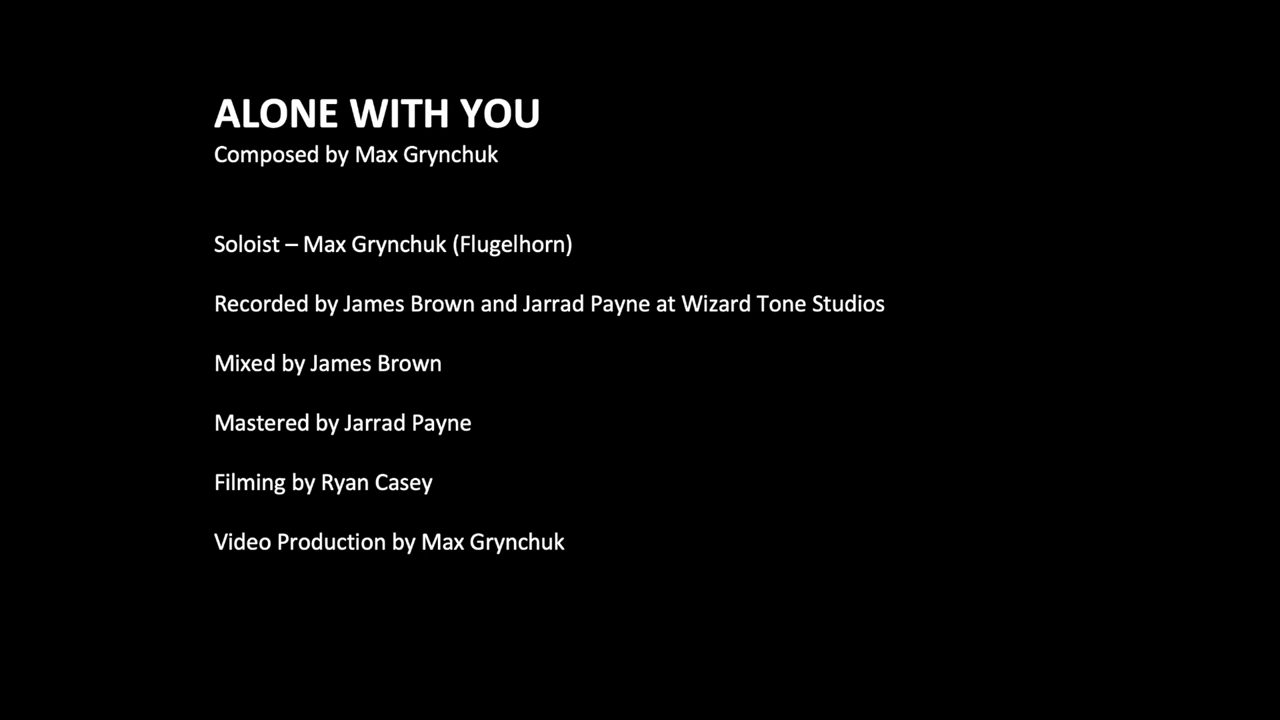 ALONE WITH YOU
Composed by Max Grynchuk
Soloist – Max Grynchuk (Flugelhorn)
Recorded by James Brown and Jarrad Payne at Wizard Tone Studios
Mixed by James Brown
Mastered by Jarrad Payne
Filming by Ryan Casey
Video Production by Max Grynchuk